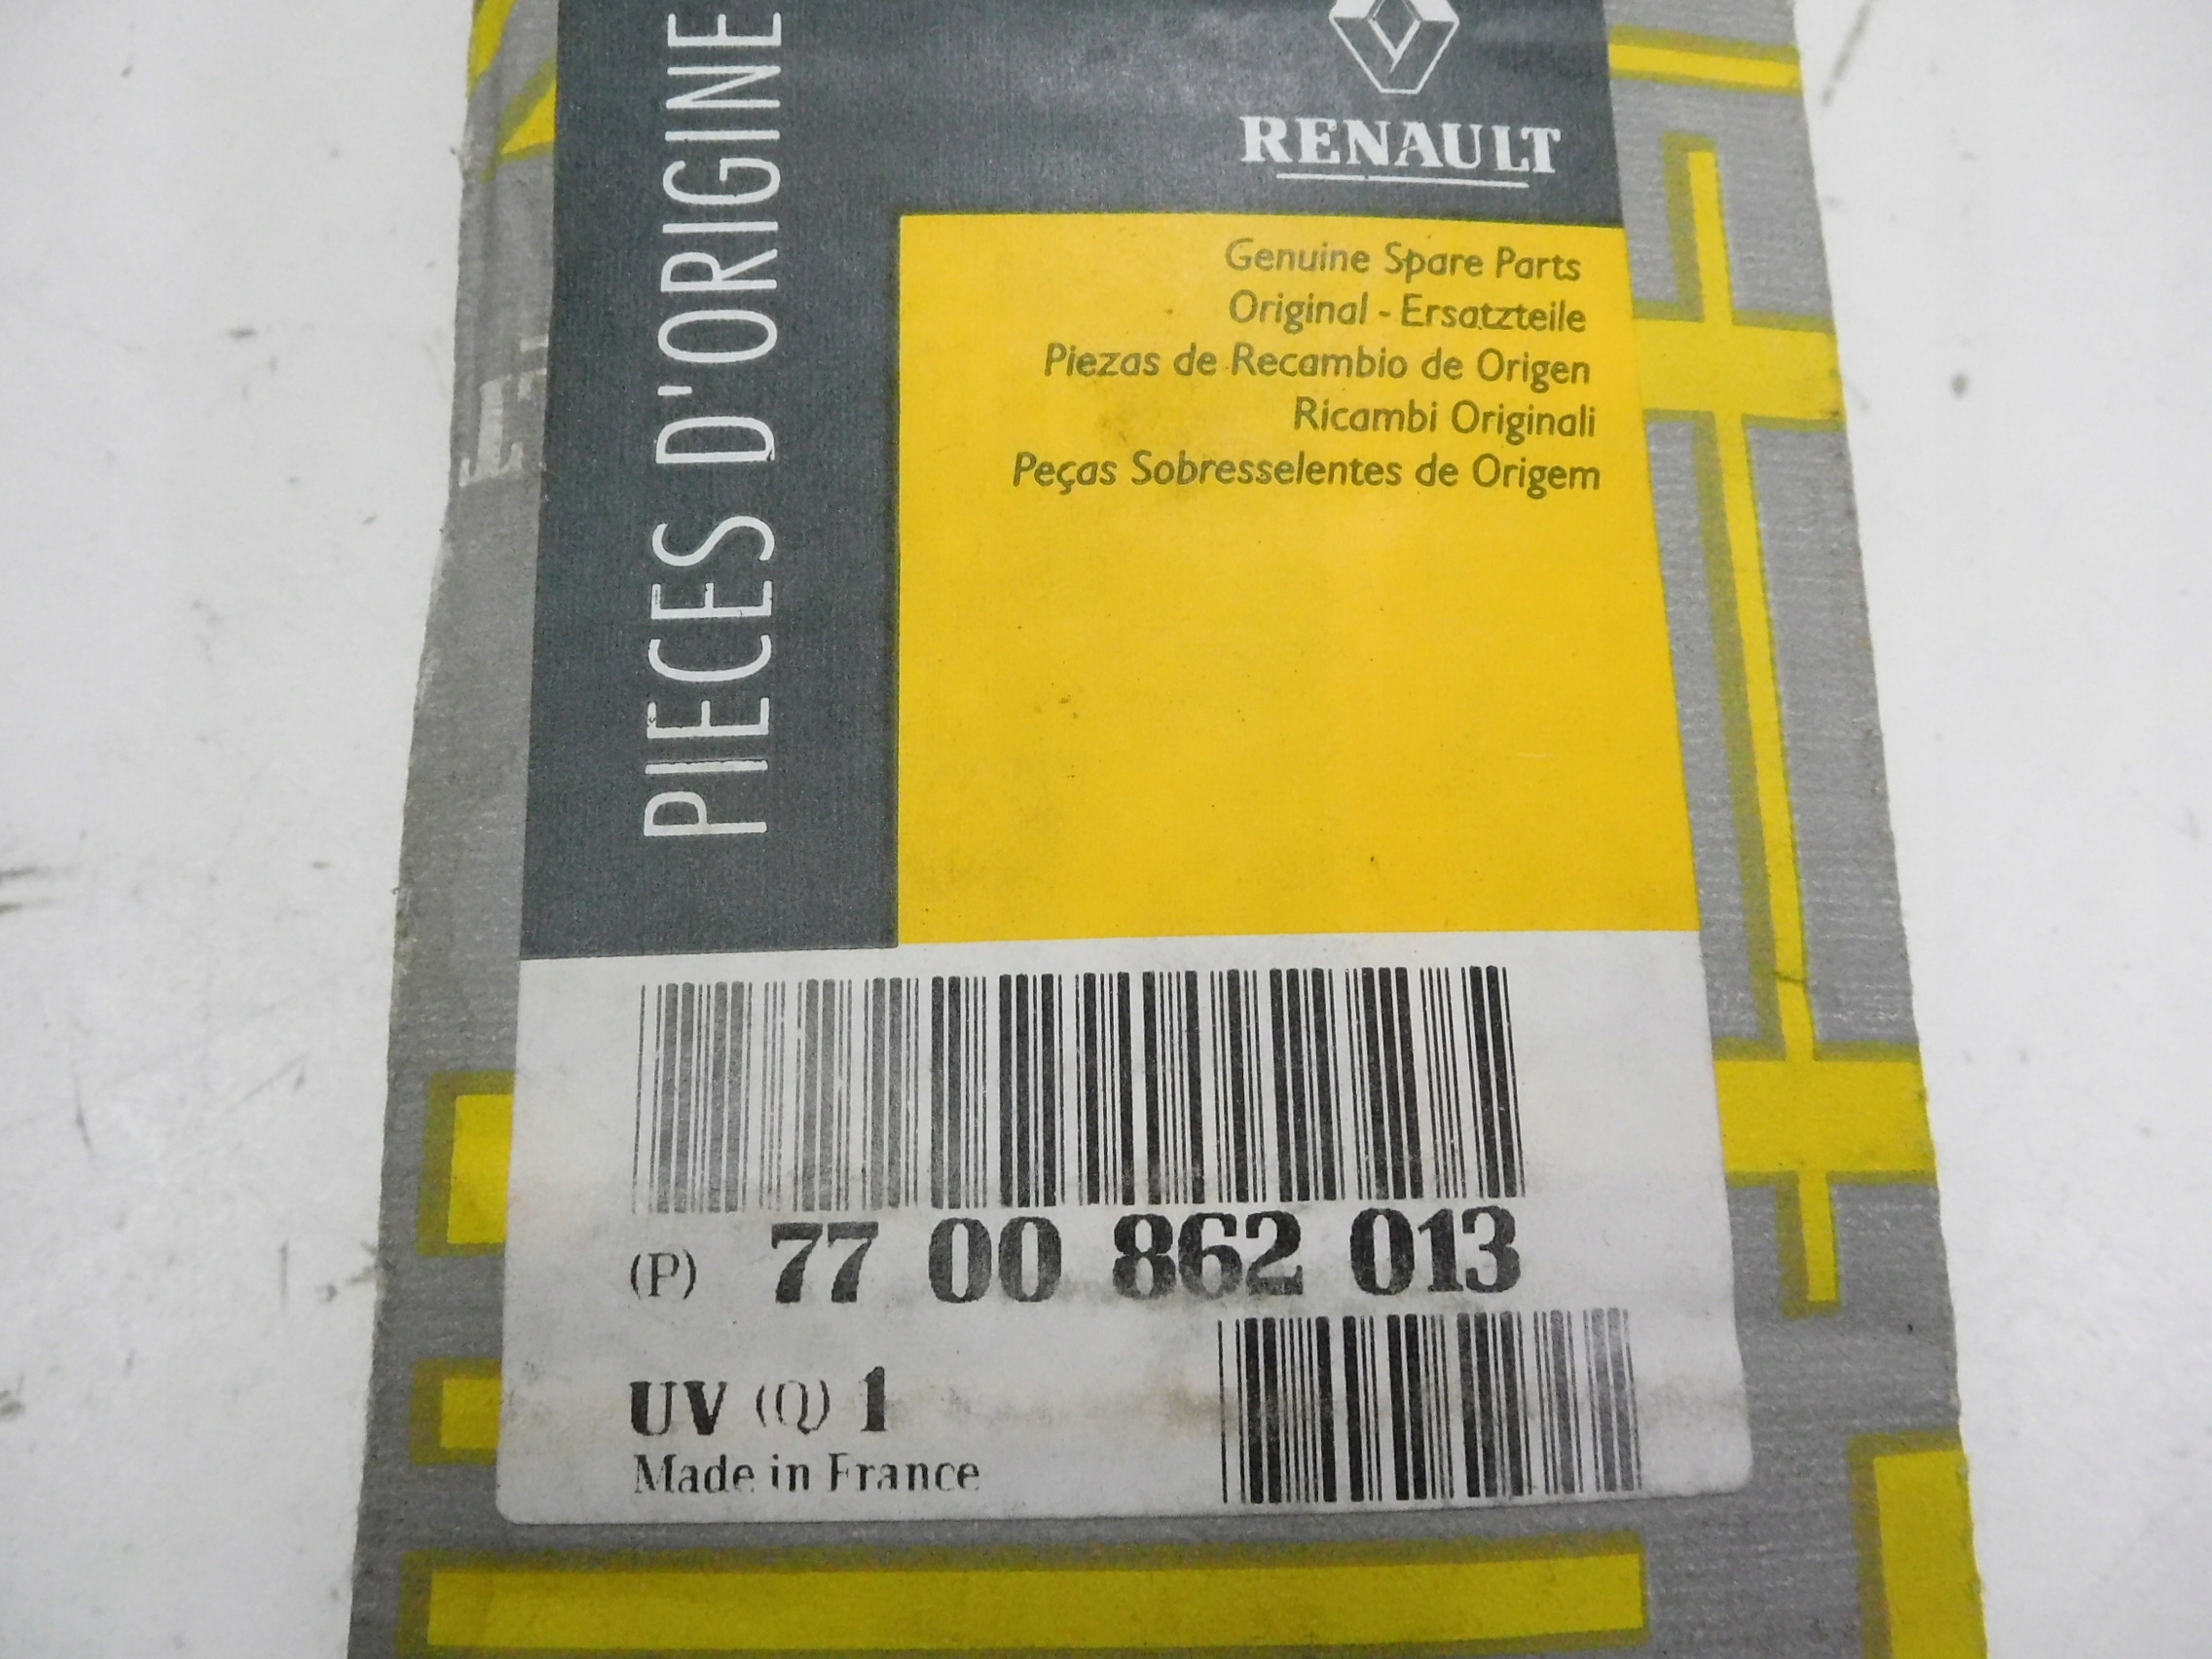 PIECES D'ORIGINE
RENAULT
Genuine Spare Parts
Original - Ersatzteile
Piezas de Recambio de Origen
Ricambi Originali
Peças Sobresselentes de Origem
(P) 77 00 862 013
UV (Q) 1
Made in France